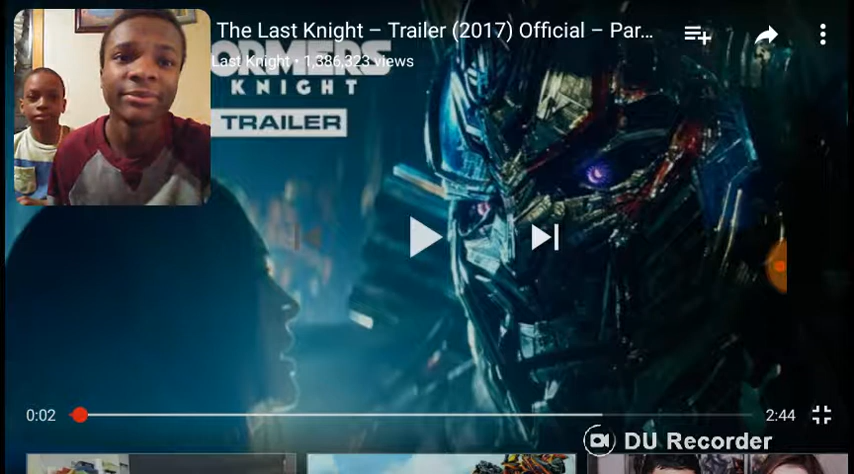 The Last Knight – Trailer (2017) Official – Par...
Last Knight • 1,386,323 views
ORMERS
KNIGHT
TRAILER
0:02
2:44
DU Recorder